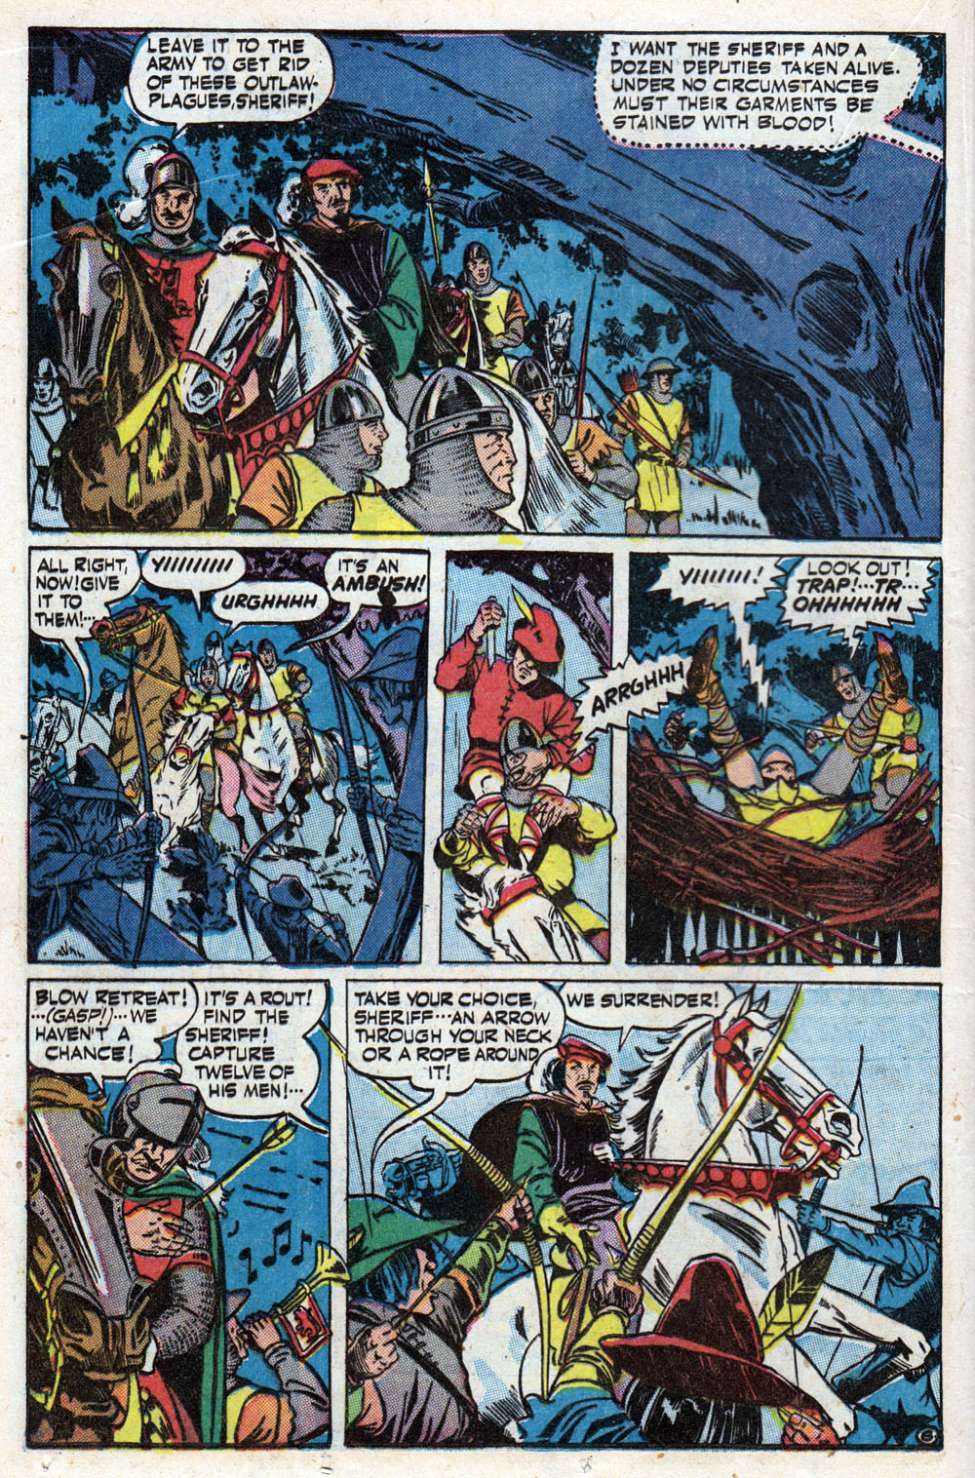 LEAVE IT TO THE
ARMY TO GET RID
OF THESE OUTLAW-
PLAGUES, SHERIFF!
I WANT THE SHERIFF AND A
DOZEN DEPUTIES TAKEN ALIVE.
UNDER NO CIRCUMSTANCES
MUST THEIR GARMENTS BE
STAINED WITH BLOOD!
ALL RIGHT,
NOW! GIVE
IT TO
THEM!...
YIIIIIIIII
URGHHHH
IT'S AN
AMBUSH!
ARRGHHH
YIIIIIIII!
LOOK OUT!
TRAP!...TR...
OHHHHHH
BLOW RETREAT!
...(GASP!)...WE
HAVEN'T A
CHANCE!
IT'S A ROUT!
FIND THE
SHERIFF!
CAPTURE
TWELVE OF
HIS MEN!...
TAKE YOUR CHOICE,
SHERIFF...AN ARROW
THROUGH YOUR NECK
OR A ROPE AROUND
IT!
WE SURRENDER!
6